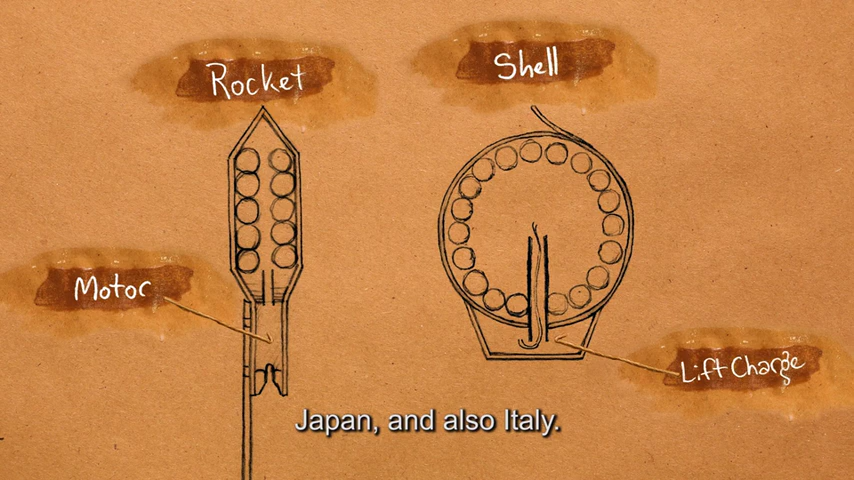 Rocket
Shell
Motor
Lift Charge
Japan, and also Italy.